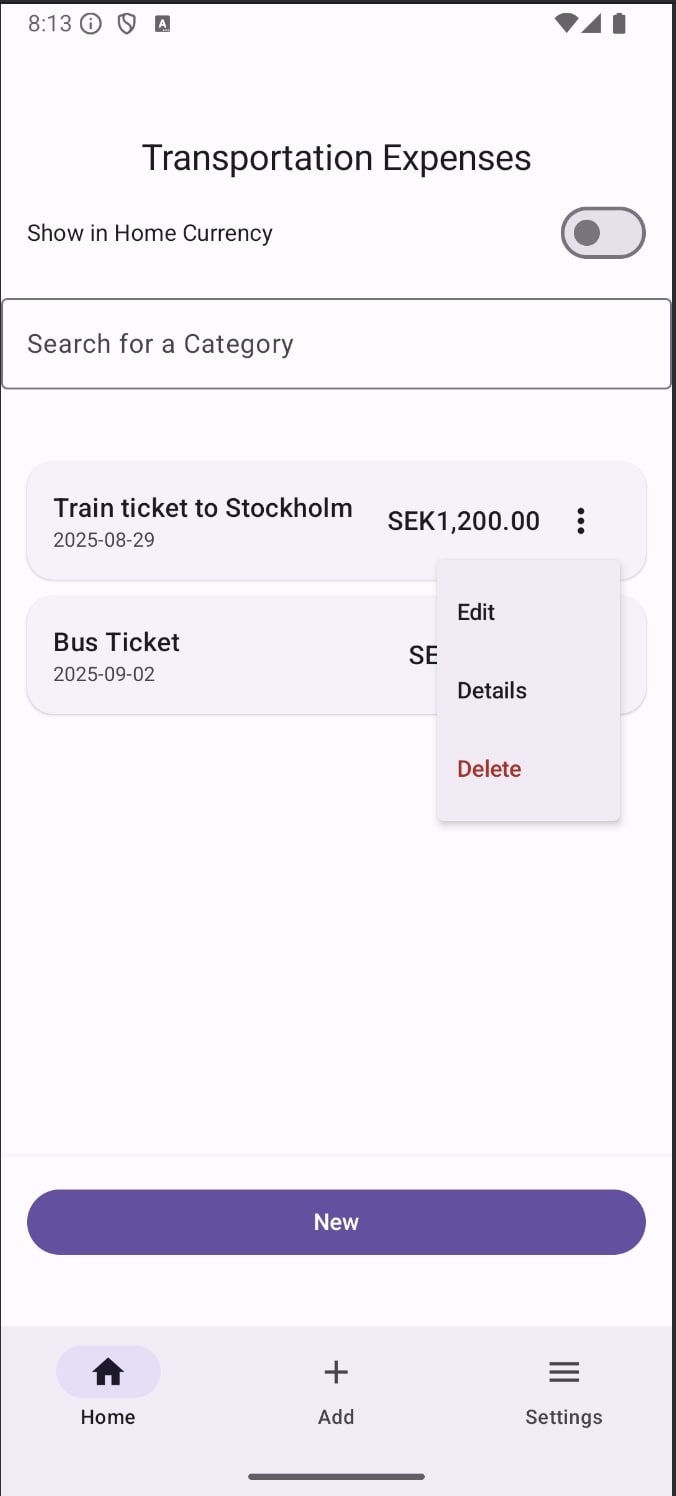 8:13
Transportation Expenses
Show in Home Currency
Search for a Category
Train ticket to Stockholm
2025-08-29
SEK1,200.00
Edit
Bus Ticket
2025-09-02
SE
Details
Delete
New
Home
Add
Settings